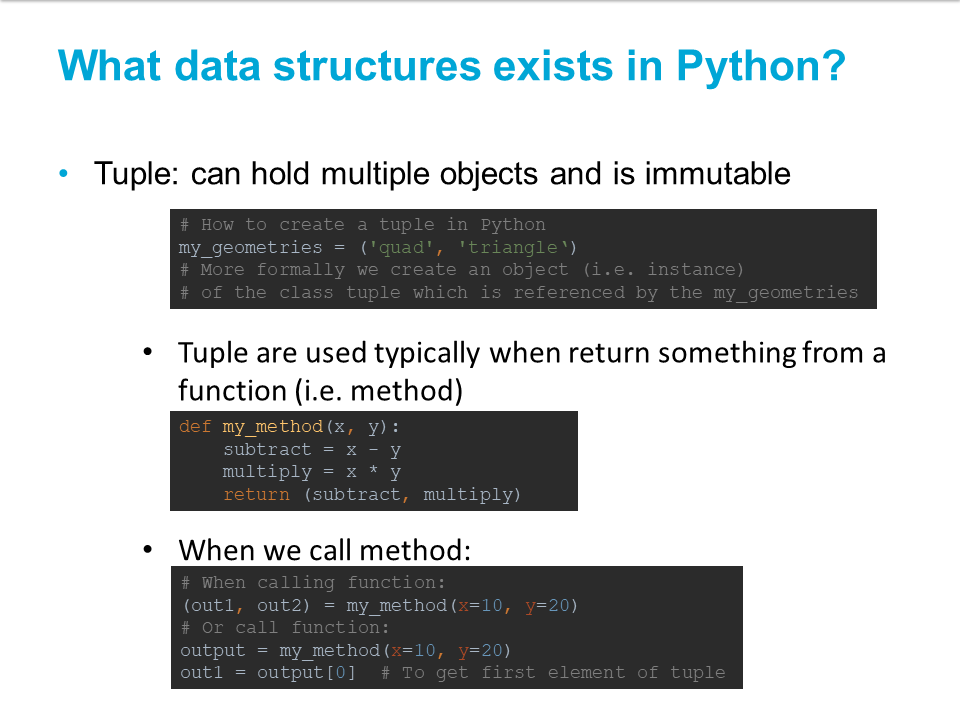 What data structures exists in Python?
• Tuple: can hold multiple objects and is immutable
# How to create a tuple in Python
my_geometries = ('quad', 'triangle‘)
# More formally we create an object (i.e. instance)
# of the class tuple which is referenced by the my_geometries
• Tuple are used typically when return something from a
function (i.e. method)
def my_method(x, y):
    subtract = x - y
    multiply = x * y
    return (subtract, multiply)
• When we call method:
# When calling function:
(out1, out2) = my_method(x=10, y=20)
# Or call function:
output = my_method(x=10, y=20)
out1 = output[0]  # To get first element of tuple